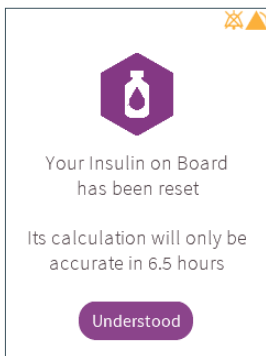 Your Insulin on Board
has been reset
Its calculation will only be
accurate in 6.5 hours
Understood